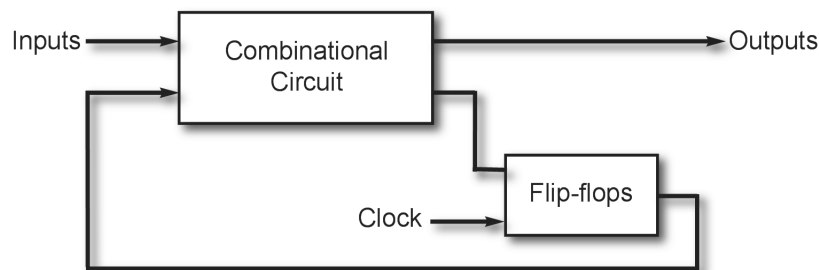 Inputs
Combinational
Circuit
Outputs
Flip-flops
Clock